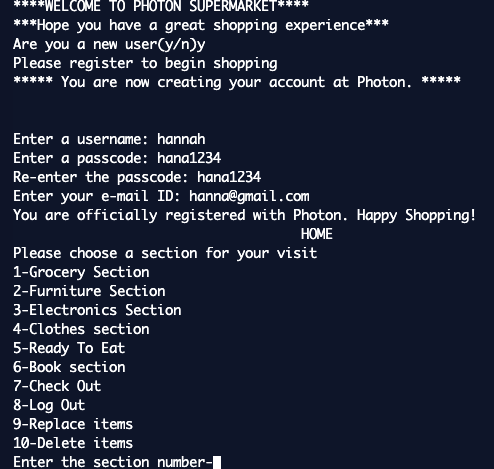 ****WELCOME TO PHOTON SUPERMARKET****
***Hope you have a great shopping experience***
Are you a new user(y/n)y
Please register to begin shopping
***** You are now creating your account at Photon. *****
Enter a username: hannah
Enter a passcode: hana1234
Re-enter the passcode: hana1234
Enter your e-mail ID: hanna@gmail.com
You are officially registered with Photon. Happy Shopping!
HOME
Please choose a section for your visit
1-Grocery Section
2-Furniture Section
3-Electronics Section
4-Clothes section
5-Ready To Eat
6-Book section
7-Check Out
8-Log Out
9-Replace items
10-Delete items
Enter the section number-